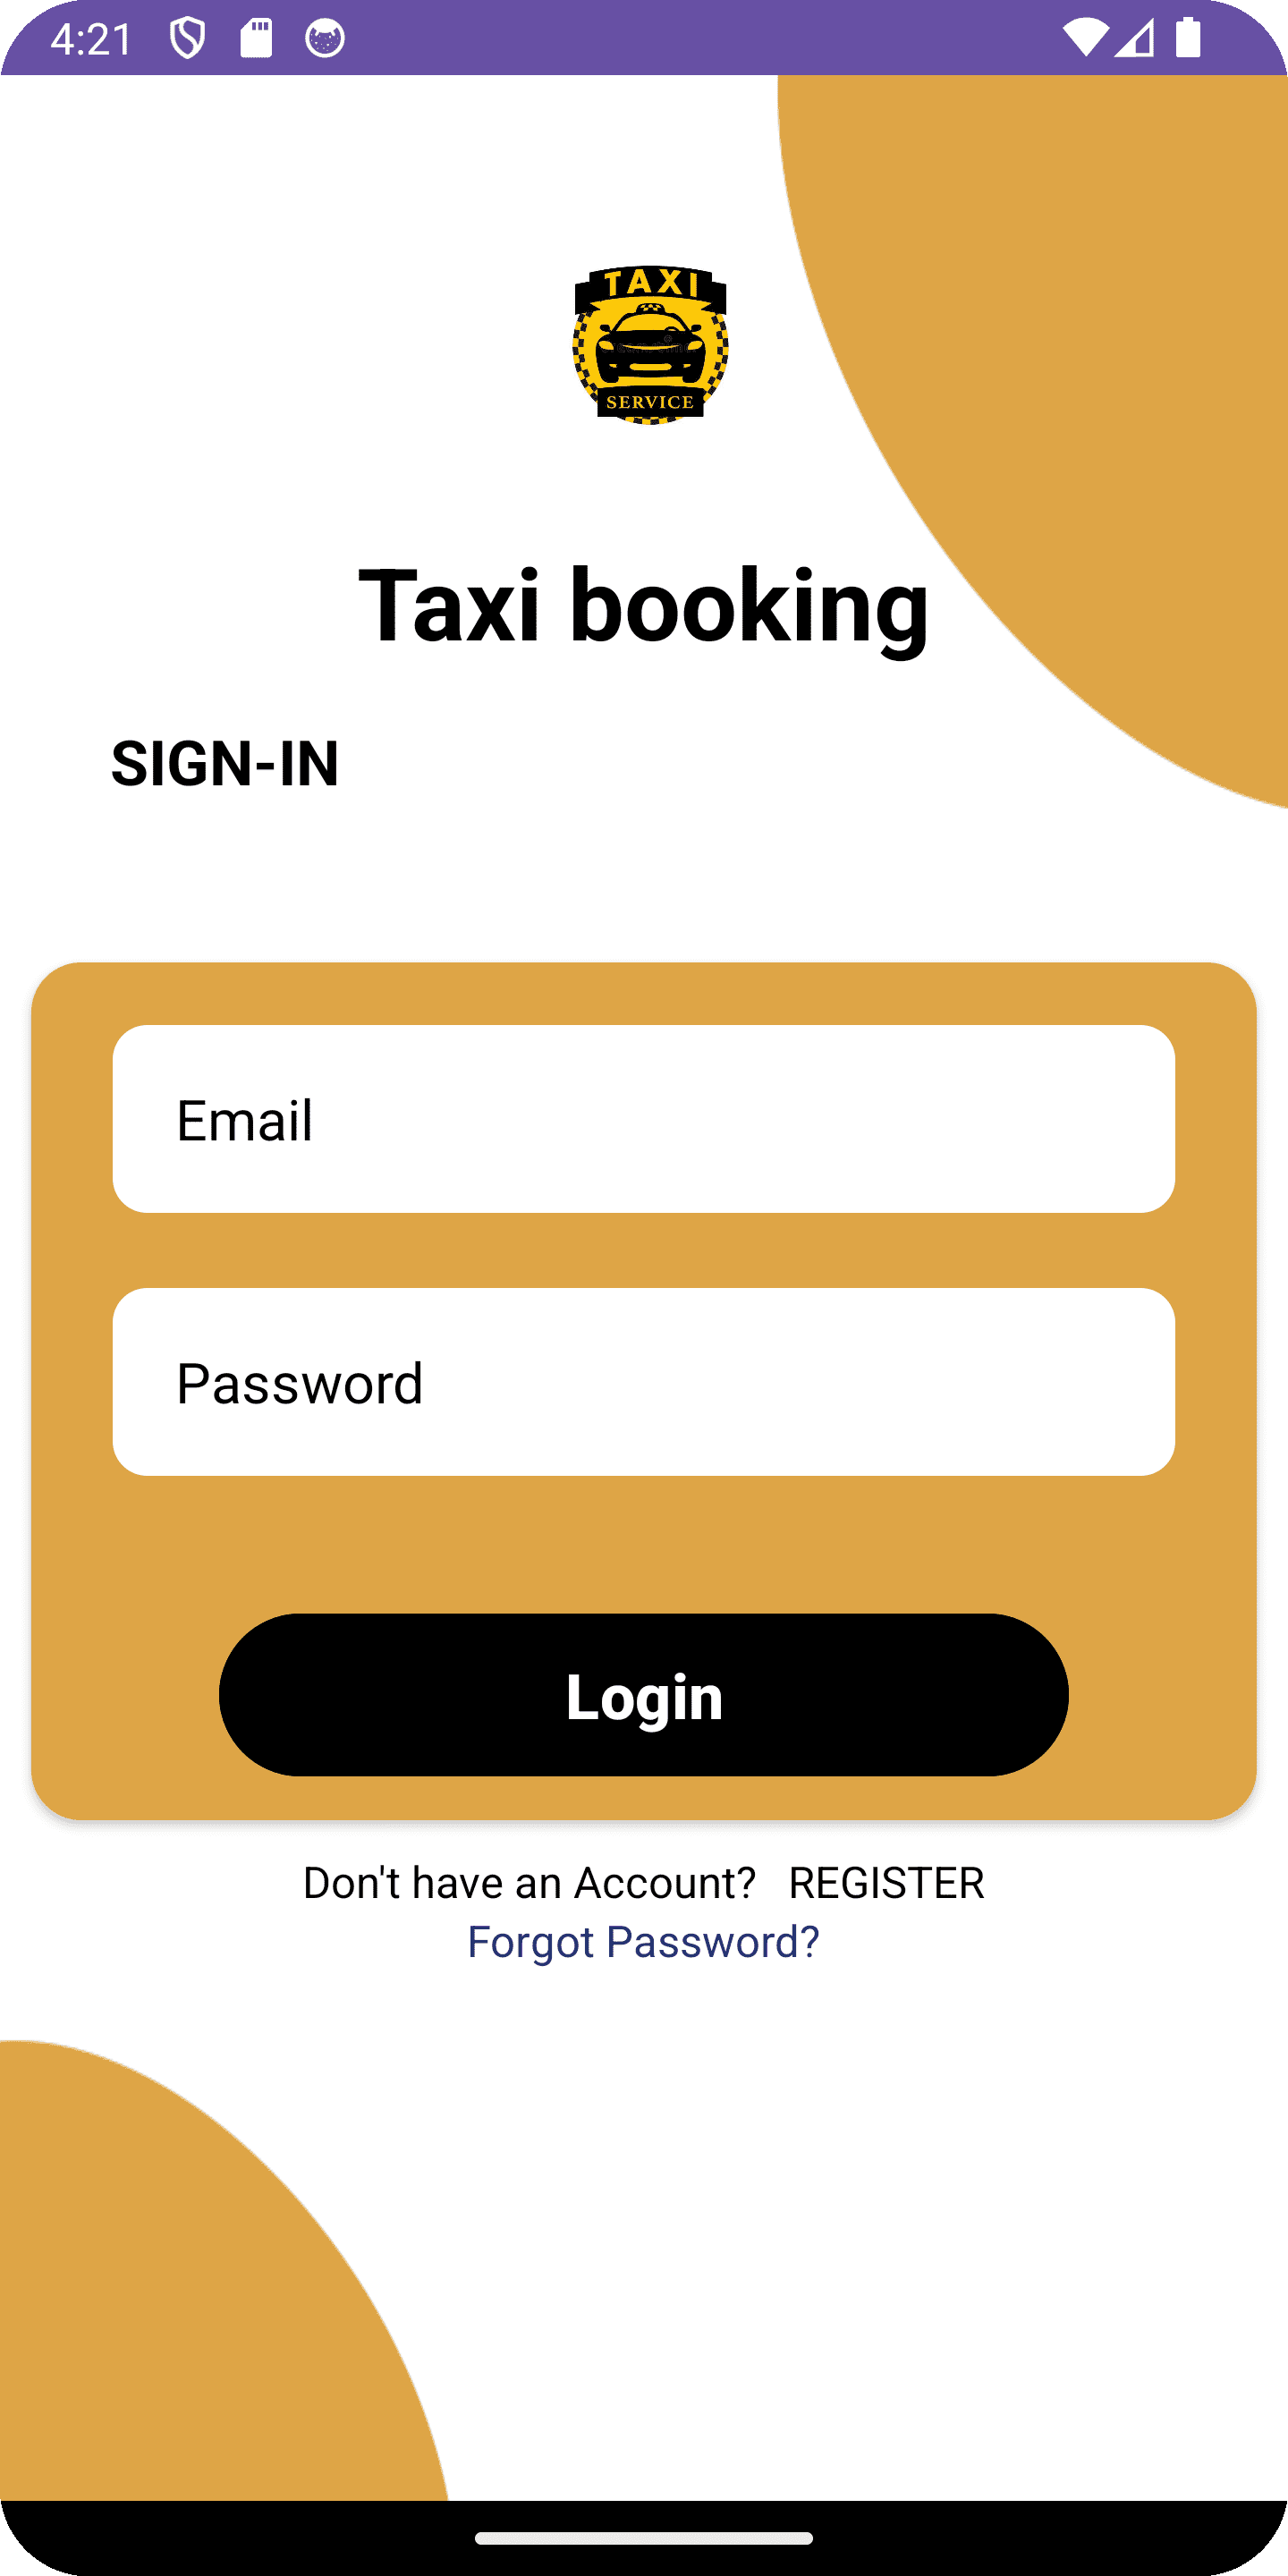 4:21
TAXI
SERVICE
Taxi booking
SIGN-IN
Email
Password
Login
Don't have an Account? REGISTER
Forgot Password?